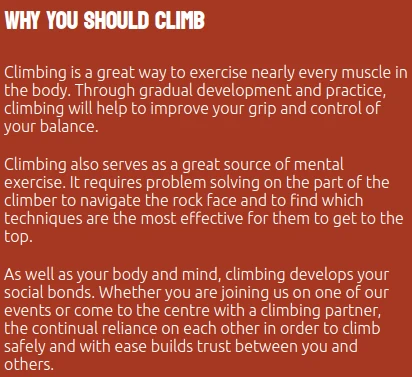 WHY YOU SHOULD CLIMB
Climbing is a great way to exercise nearly every muscle in
the body. Through gradual development and practice,
climbing will help to improve your grip and control of
your balance.
Climbing also serves as a great source of mental
exercise. It requires problem solving on the part of the
climber to navigate the rock face and to find which
techniques are the most effective for them to get to the
top.
As well as your body and mind, climbing develops your
social bonds. Whether you are joining us on one of our
events or come to the centre with a climbing partner,
the continual reliance on each other in order to climb
safely and with ease builds trust between you and
others.